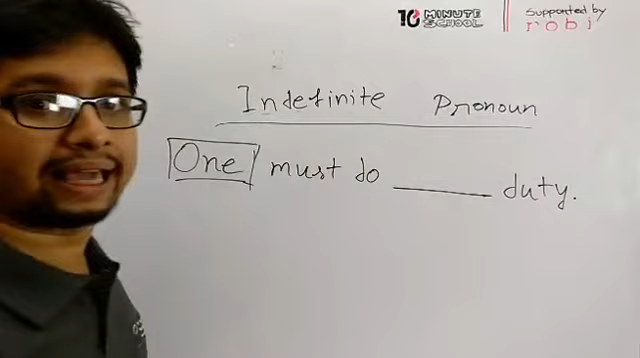 10 MINUTE SCHOOL
Supported by
robi
Indefinite Pronoun
One must do ______ duty.